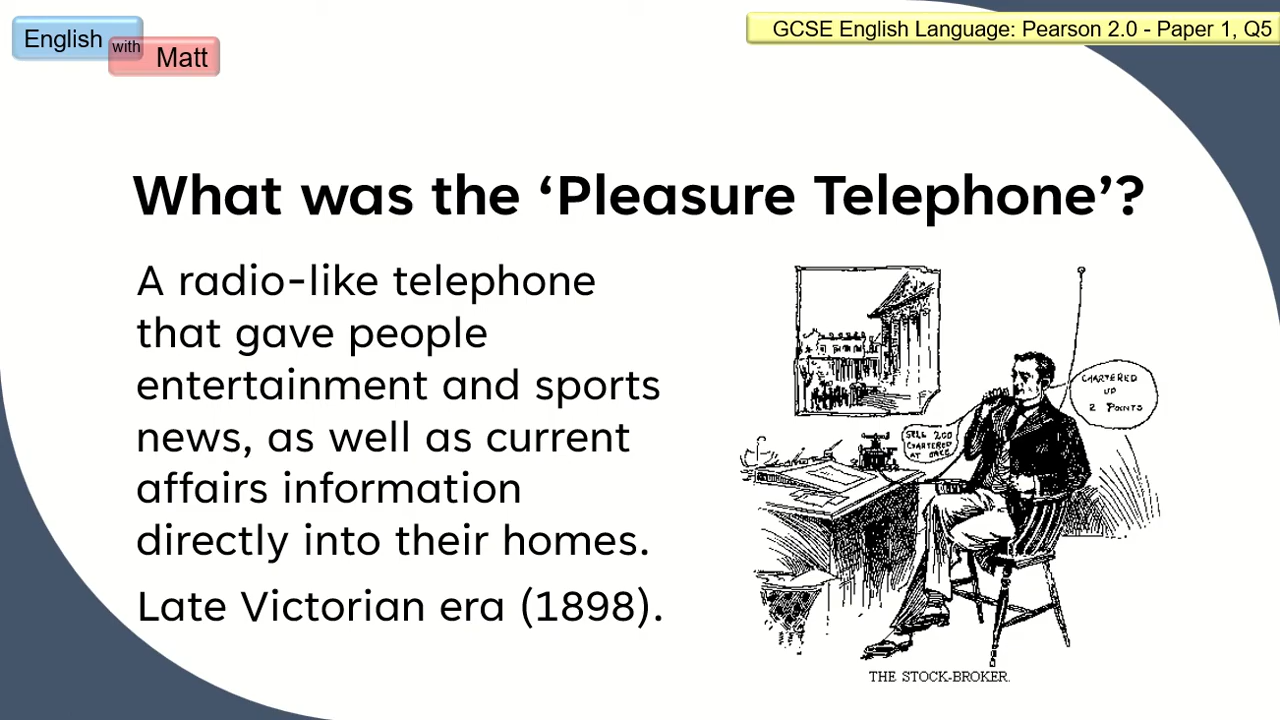 English with Matt
GCSE English Language: Pearson 2.0 - Paper 1, Q5
What was the ‘Pleasure Telephone’?
A radio-like telephone
that gave people
entertainment and sports
news, as well as current
affairs information
directly into their homes.
Late Victorian era (1898).
CHARTERED
UP
2 POINTS
SELL 200
CHARTERED
AT ONCE
THE STOCK-BROKER.